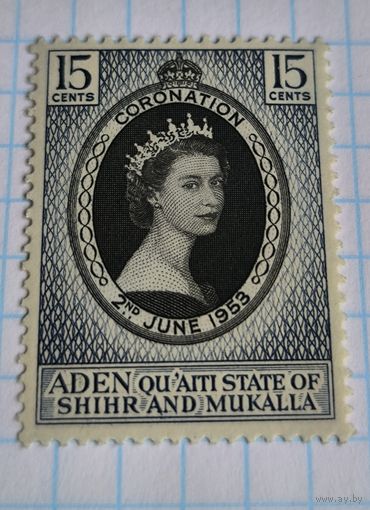 15 CENTS
15 CENTS
CORONATION
2ND JUNE 1953
ADEN QU'AITI STATE OF
SHIHR AND MUKALLA
www.ay.by